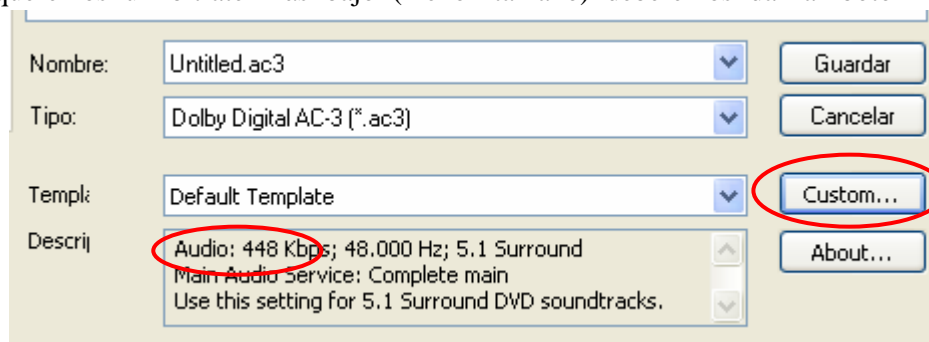 Nombre: Untitled.ac3 Guardar
Tipo: Dolby Digital AC-3 (*.ac3) Cancelar
Templa Default Template Custom...
Descrij Audio: 448 Kbps; 48.000 Hz; 5.1 Surround About...
Main Audio Service: Complete main
Use this setting for 5.1 Surround DVD soundtracks.